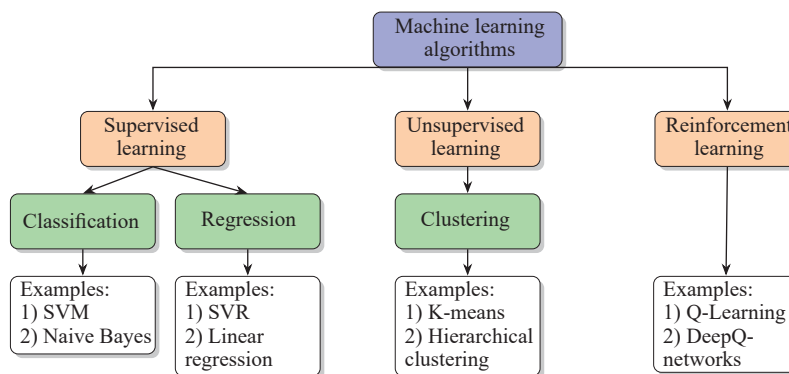 Machine learning
algorithms
Supervised
learning
Unsupervised
learning
Reinforcement
learning
Classification
Regression
Clustering
Examples:
1) SVM
2) Naive Bayes
Examples:
1) SVR
2) Linear
regression
Examples:
1) K-means
2) Hierarchical
clustering
Examples:
1) Q-Learning
2) DeepQ-
networks